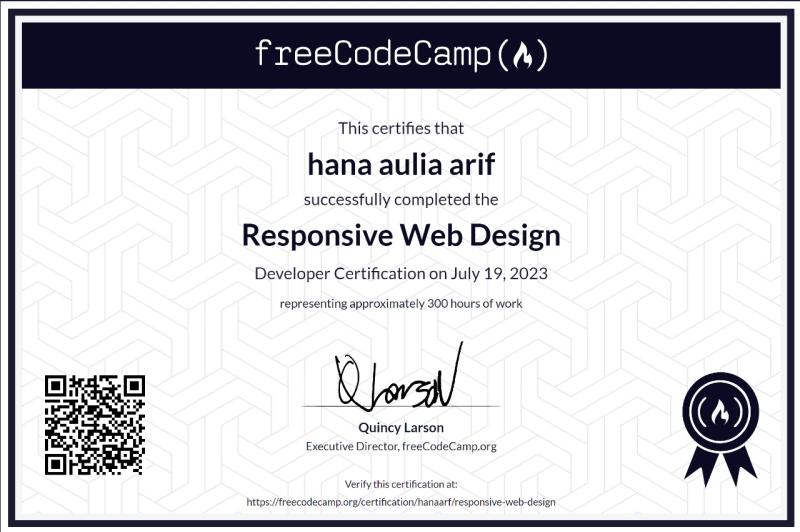 freeCodeCamp(🔥)
This certifies that
hana aulia arif
successfully completed the
Responsive Web Design
Developer Certification on July 19, 2023
representing approximately 300 hours of work
Q Larson
Quincy Larson
Executive Director, freeCodeCamp.org
Verify this certification at:
https://freecodecamp.org/certification/hanaarf/responsive-web-design